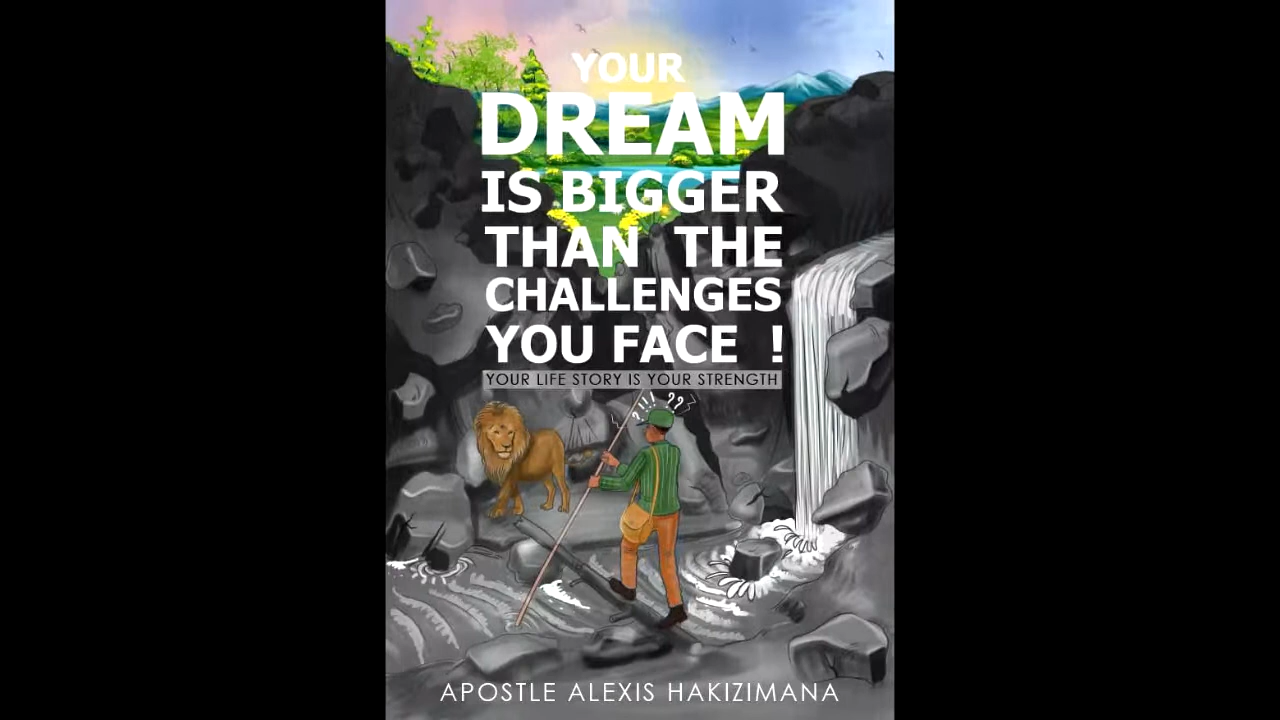 YOUR
DREAM
IS BIGGER
THAN THE
CHALLENGES
YOU FACE !
YOUR LIFE STORY IS YOUR STRENGTH
?!!! ??
APOSTLE ALEXIS HAKIZIMANA